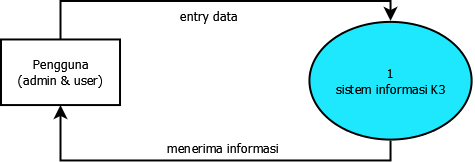 entry data
Pengguna
(admin & user)
1
sistem informasi K3
menerima informasi